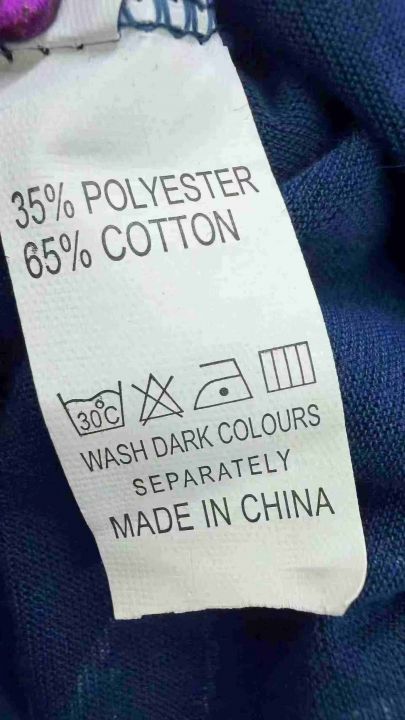 35% POLYESTER
65% COTTON
30°C
WASH DARK COLOURS
SEPARATELY
MADE IN CHINA